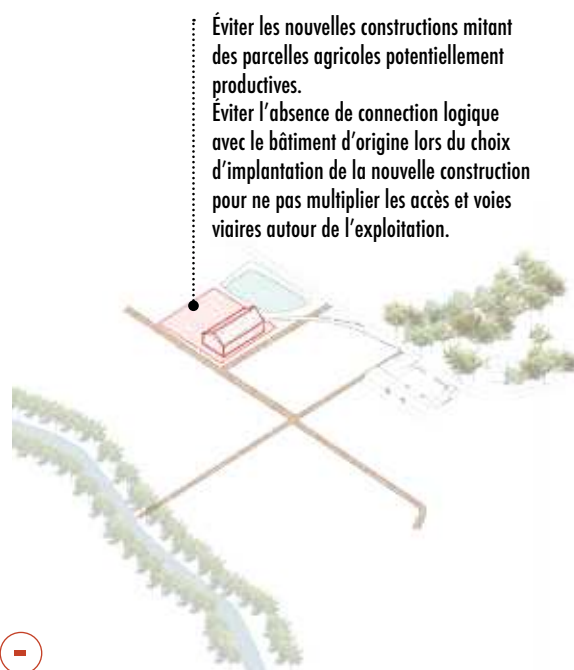 Éviter les nouvelles constructions mitant
des parcelles agricoles potentiellement
productives.
Éviter l’absence de connection logique
avec le bâtiment d’origine lors du choix
d’implantation de la nouvelle construction
pour ne pas multiplier les accès et voies
viaires autour de l’exploitation.
-